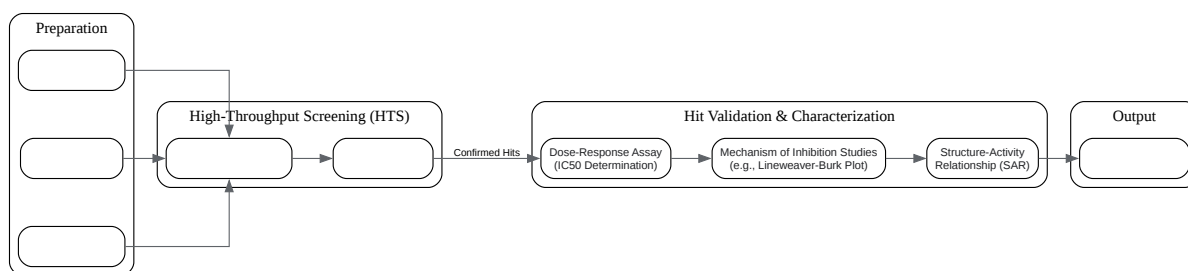 Preparation
High-Throughput Screening (HTS)
Confirmed Hits
Hit Validation & Characterization
Dose-Response Assay
(IC50 Determination)
Mechanism of Inhibition Studies
(e.g., Lineweaver-Burk Plot)
Structure-Activity
Relationship (SAR)
Output